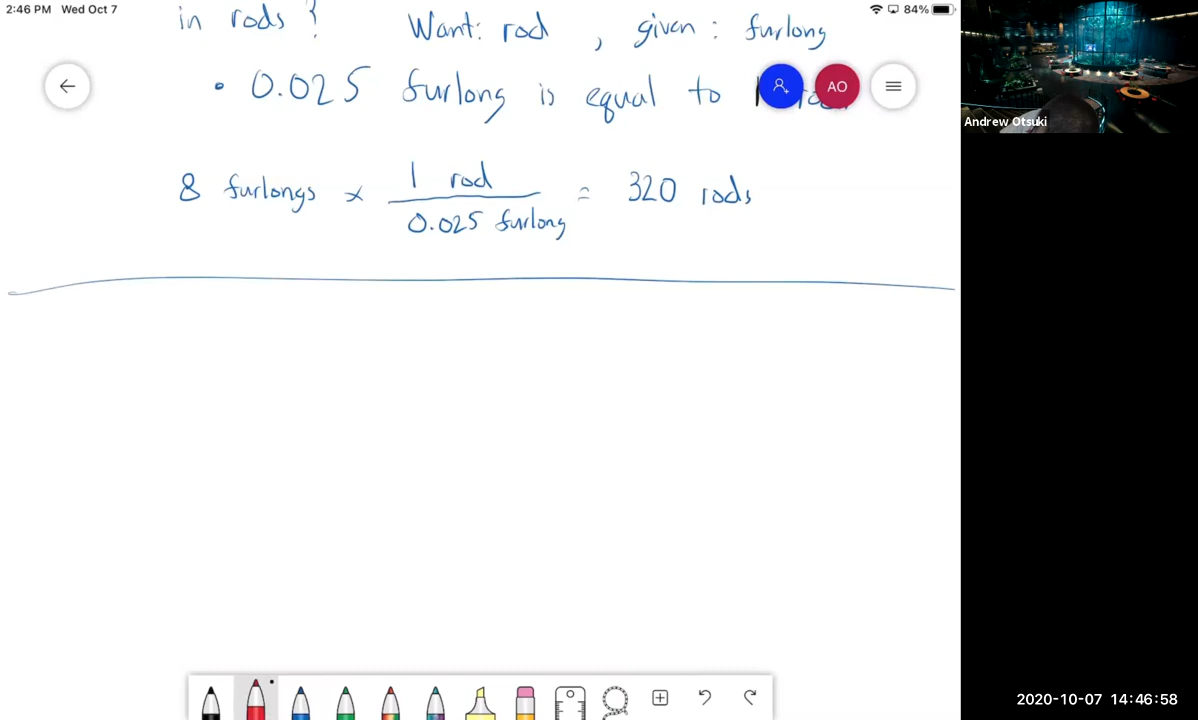 2:46 PM Wed Oct 7
84%
in rods?
Want: rod , given: furlong
• 0.025 furlong is equal to 1
AO
8 furlongs × 1 rod / 0.025 furlong = 320 rods
Andrew Otsuki
2020-10-07 14:46:58